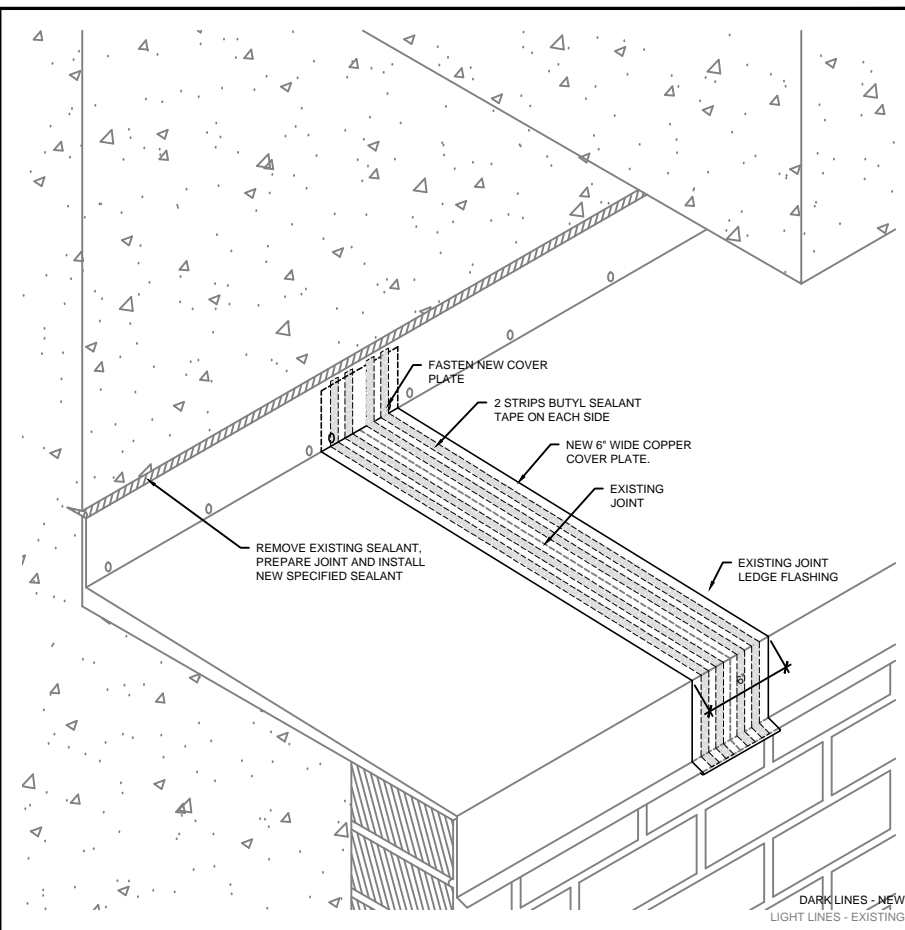 FASTEN NEW COVER
PLATE
2 STRIPS BUTYL SEALANT
TAPE ON EACH SIDE
NEW 6" WIDE COPPER
COVER PLATE.
EXISTING
JOINT
REMOVE EXISTING SEALANT,
PREPARE JOINT AND INSTALL
NEW SPECIFIED SEALANT
EXISTING JOINT
LEDGE FLASHING
6"
DARK LINES - NEW
LIGHT LINES - EXISTING